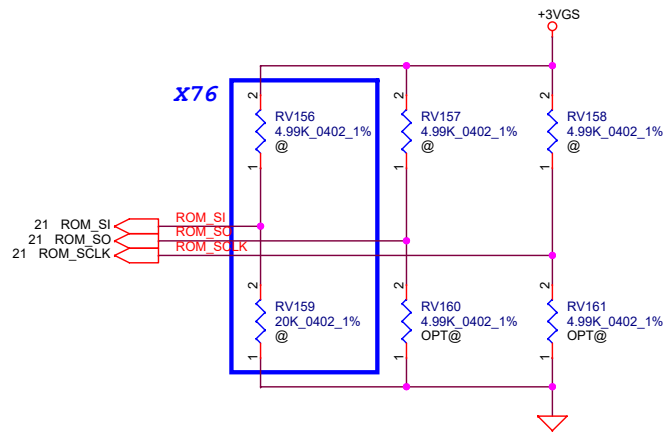 +3VGS
X76
2
RV156
4.99K_0402_1%
@
1
2
RV157
4.99K_0402_1%
@
1
2
RV158
4.99K_0402_1%
@
1
21 ROM_SI
ROM_SI
21 ROM_SO
ROM_SO
21 ROM_SCLK
ROM_SCLK
2
RV159
20K_0402_1%
@
1
2
RV160
4.99K_0402_1%
OPT@
1
2
RV161
4.99K_0402_1%
OPT@
1